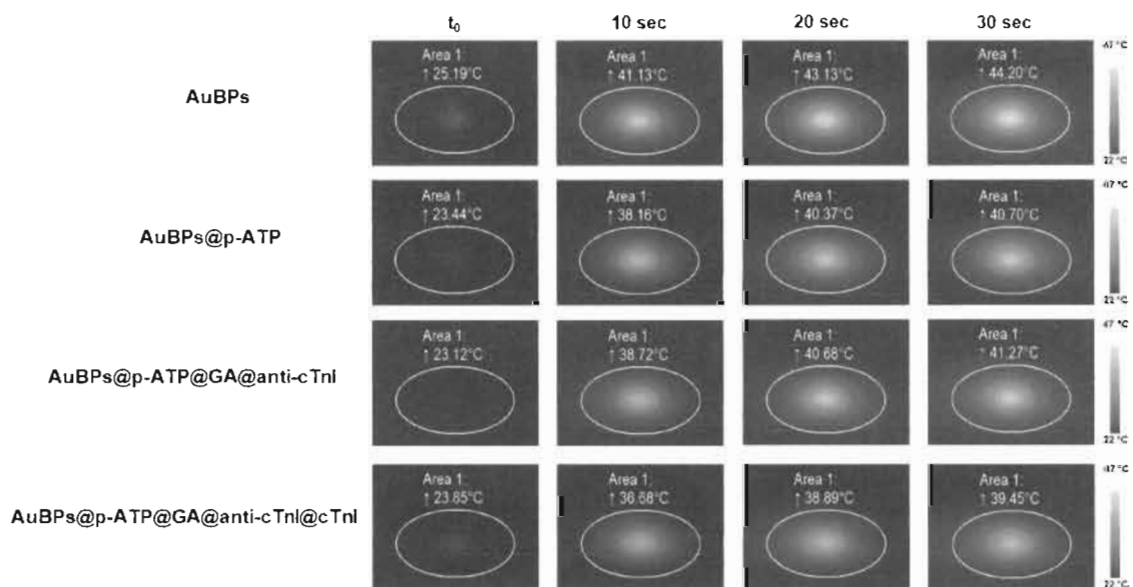 t0 10 sec 20 sec 30 sec
AuBPs
Area 1:
↑ 25.19°C
Area 1:
↑ 41.13°C
Area 1:
↑ 43.13°C
Area 1:
↑ 44.20°C
22 °C
AuBPs@p-ATP
Area 1:
↑ 23.44°C
Area 1:
↑ 38.16°C
Area 1:
↑ 40.37°C
Area 1:
↑ 40.70°C
22 °C
AuBPs@p-ATP@GA@anti-cTnI
Area 1:
↑ 23.12°C
Area 1:
↑ 38.72°C
Area 1:
↑ 40.68°C
Area 1:
↑ 41.27°C
47 °C
22 °C
AuBPs@p-ATP@GA@anti-cTnI@cTnI
Area 1:
↑ 23.85°C
Area 1:
↑ 36.68°C
Area 1:
↑ 38.89°C
Area 1:
↑ 39.45°C
47 °C
22 °C